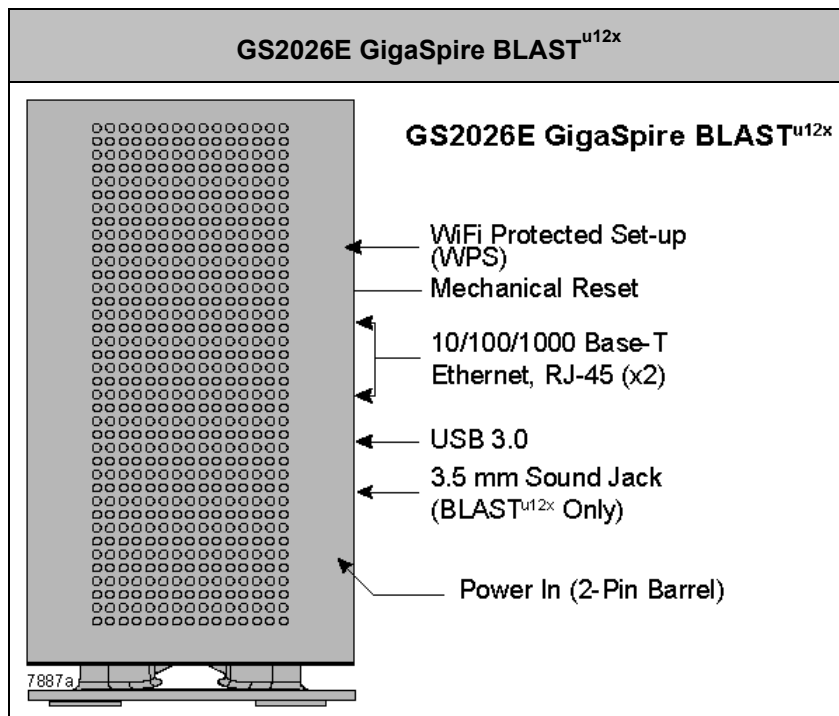 GS2026E GigaSpire BLASTu12x
GS2026E GigaSpire BLASTu12x
WiFi Protected Set-up
(WPS)
Mechanical Reset
10/100/1000 Base-T
Ethernet, RJ-45 (x2)
USB 3.0
3.5 mm Sound Jack
(BLASTu12x Only)
Power In (2-Pin Barrel)
7887a